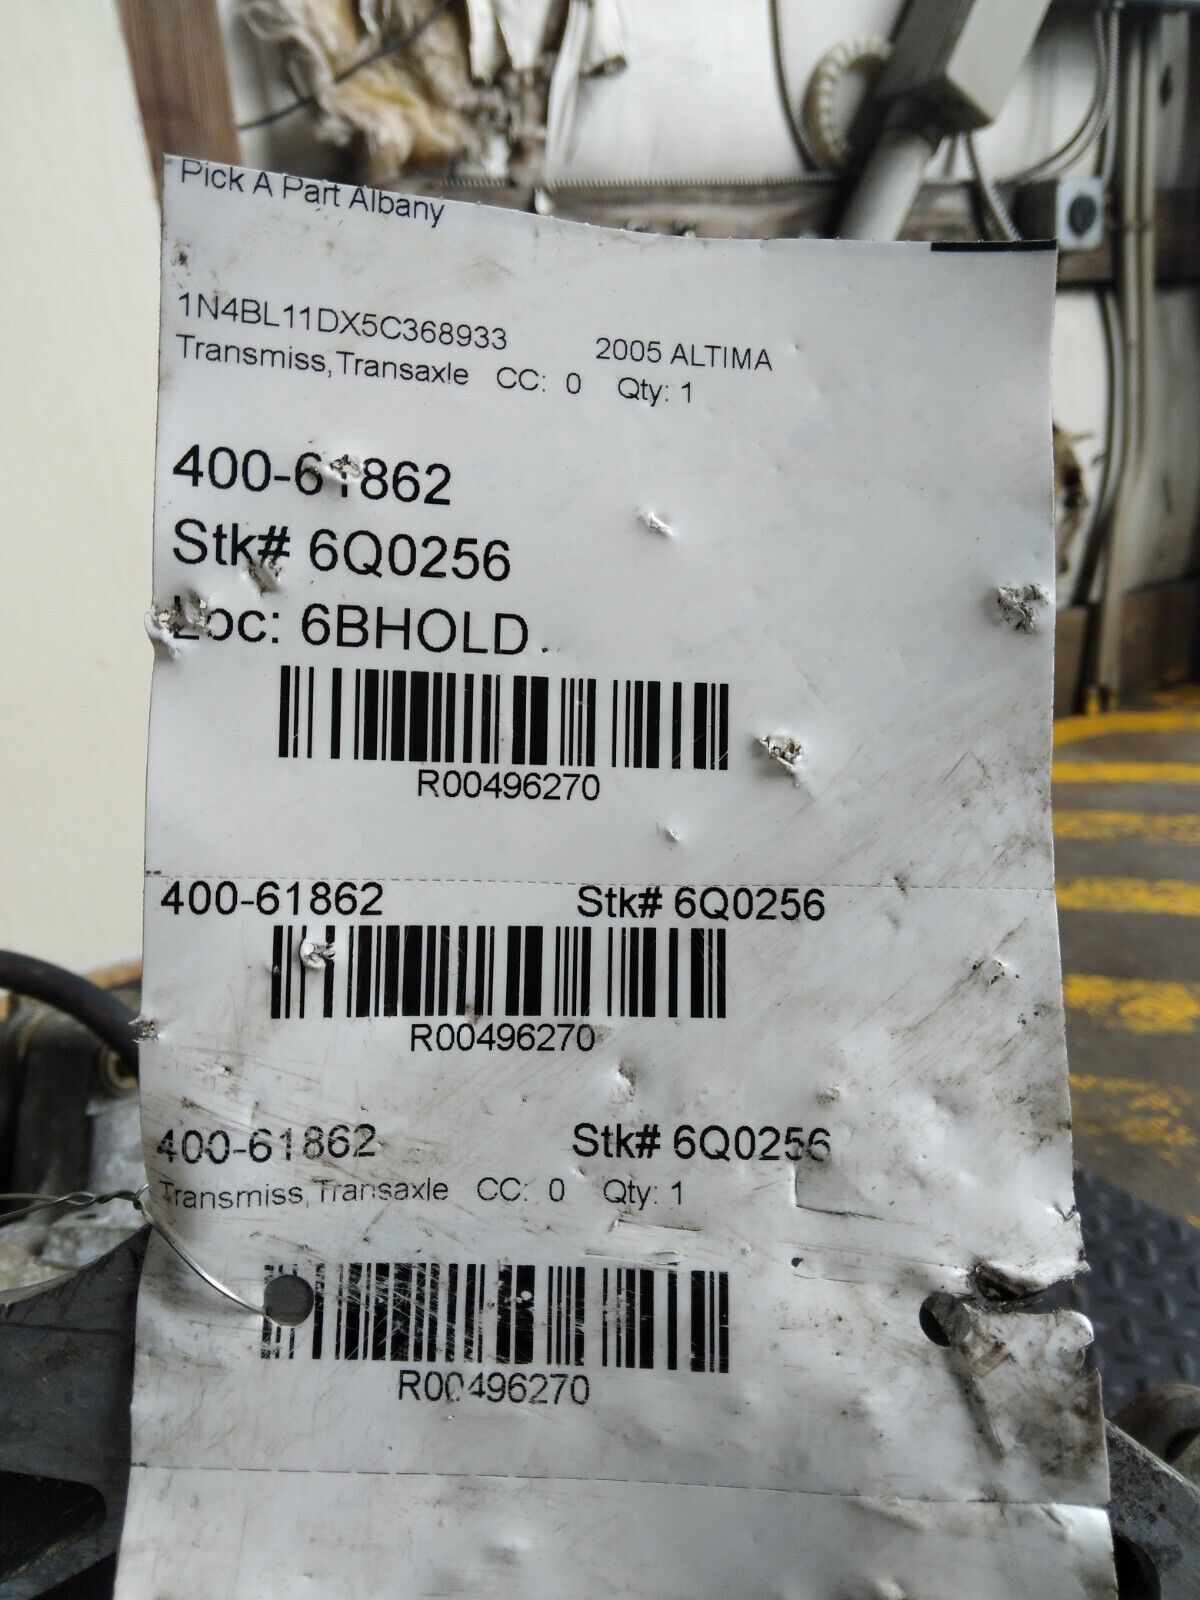 Pick A Part Albany
1N4BL11DX5C368933 2005 ALTIMA
Transmiss,Transaxle CC: 0 Qty: 1
400-61862
Stk# 6Q0256
Loc: 6BHOLD
R00496270
400-61862 Stk# 6Q0256
R00496270
400-61862 Stk# 6Q0256
Transmiss,Transaxle CC: 0 Qty: 1
R00496270